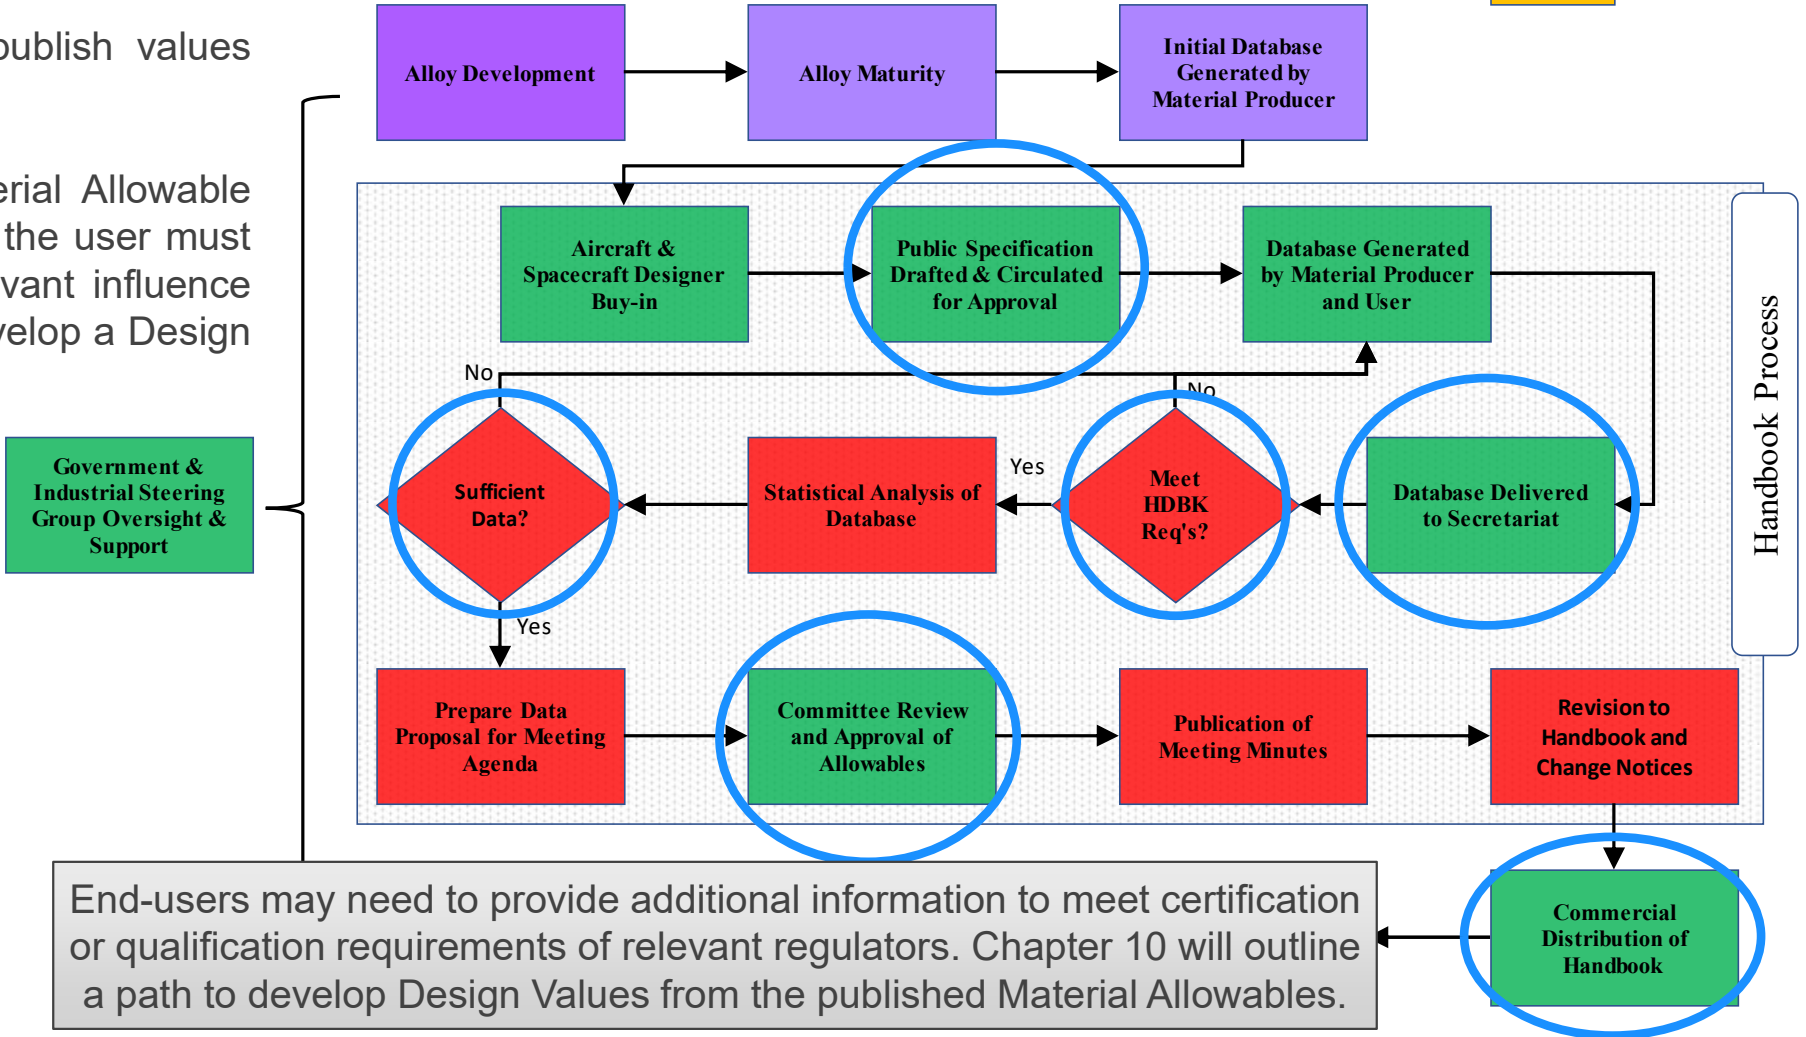 publish values
Material Allowable
the user must
vant influence
velop a Design
Alloy Development
Alloy Maturity
Initial Database
Generated by
Material Producer
Aircraft &
Spacecraft Designer
Buy-in
Public Specification
Drafted & Circulated
for Approval
Database Generated
by Material Producer
and User
Handbook Process
No
No
Government &
Industrial Steering
Group Oversight &
Support
Sufficient
Data?
Statistical Analysis of
Database
Yes
Meet
HDBK
Req's?
Database Delivered
to Secretariat
Yes
Prepare Data
Proposal for Meeting
Agenda
Committee Review
and Approval of
Allowables
Publication of
Meeting Minutes
Revision to
Handbook and
Change Notices
End-users may need to provide additional information to meet certification
or qualification requirements of relevant regulators. Chapter 10 will outline
a path to develop Design Values from the published Material Allowables.
Commercial
Distribution of
Handbook